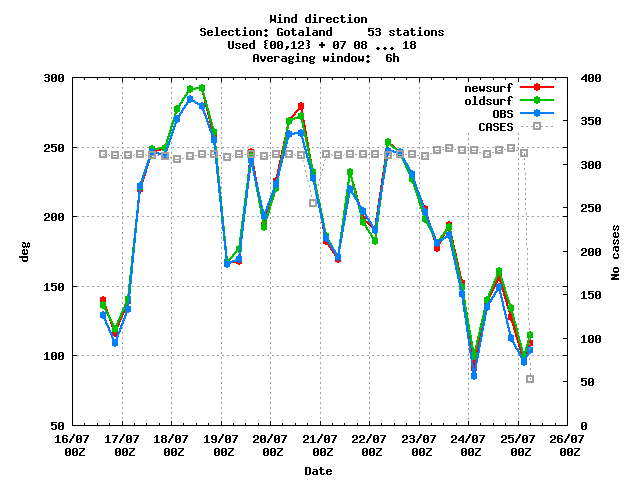 Wind direction
Selection: Gotaland     53 stations
Used {00,12} + 07 08 ... 18
Averaging window:  6h
300
250
200
150
100
50
deg
400
350
300
250
200
150
100
50
0
No cases
newsurf
oldsurf
OBS
CASES
16/07 17/07 18/07 19/07 20/07 21/07 22/07 23/07 24/07 25/07 26/07
00Z 00Z 00Z 00Z 00Z 00Z 00Z 00Z 00Z 00Z 00Z
Date